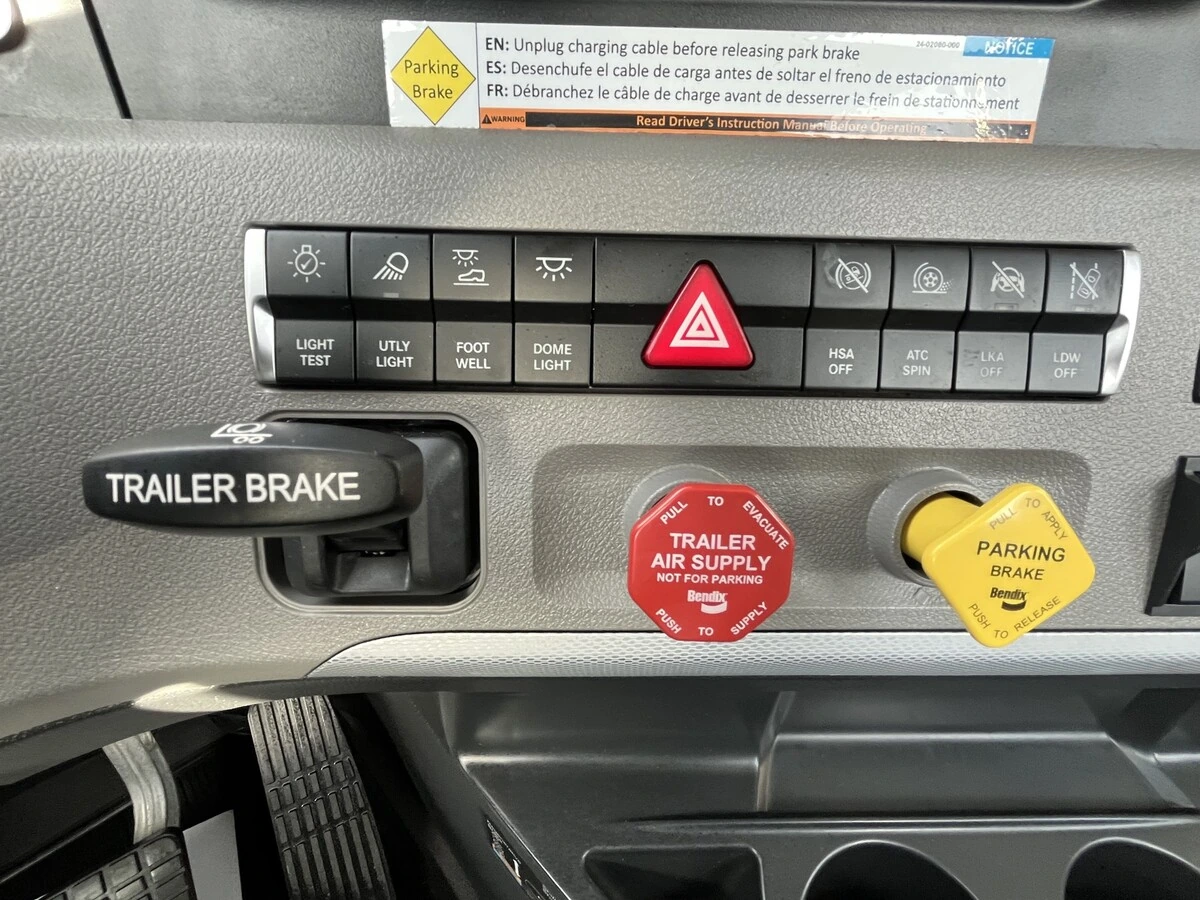 Parking
Brake
EN: Unplug charging cable before releasing park brake
ES: Desenchufe el cable de carga antes de soltar el freno de estacionamiento
FR: Débranchez le câble de charge avant de desserrer le frein de stationnement
24-02080-000
NOTICE
WARNING
Read Driver's Instruction Manual Before Operating
LIGHT
TEST
UTLY
LIGHT
FOOT
WELL
DOME
LIGHT
HSA
OFF
ATC
SPIN
LKA
OFF
LDW
OFF
TRAILER BRAKE
PULL TO EVACUATE
TRAILER
AIR SUPPLY
NOT FOR PARKING
Bendix
PUSH TO SUPPLY
PULL TO APPLY
PARKING
BRAKE
Bendix
PUSH TO RELEASE